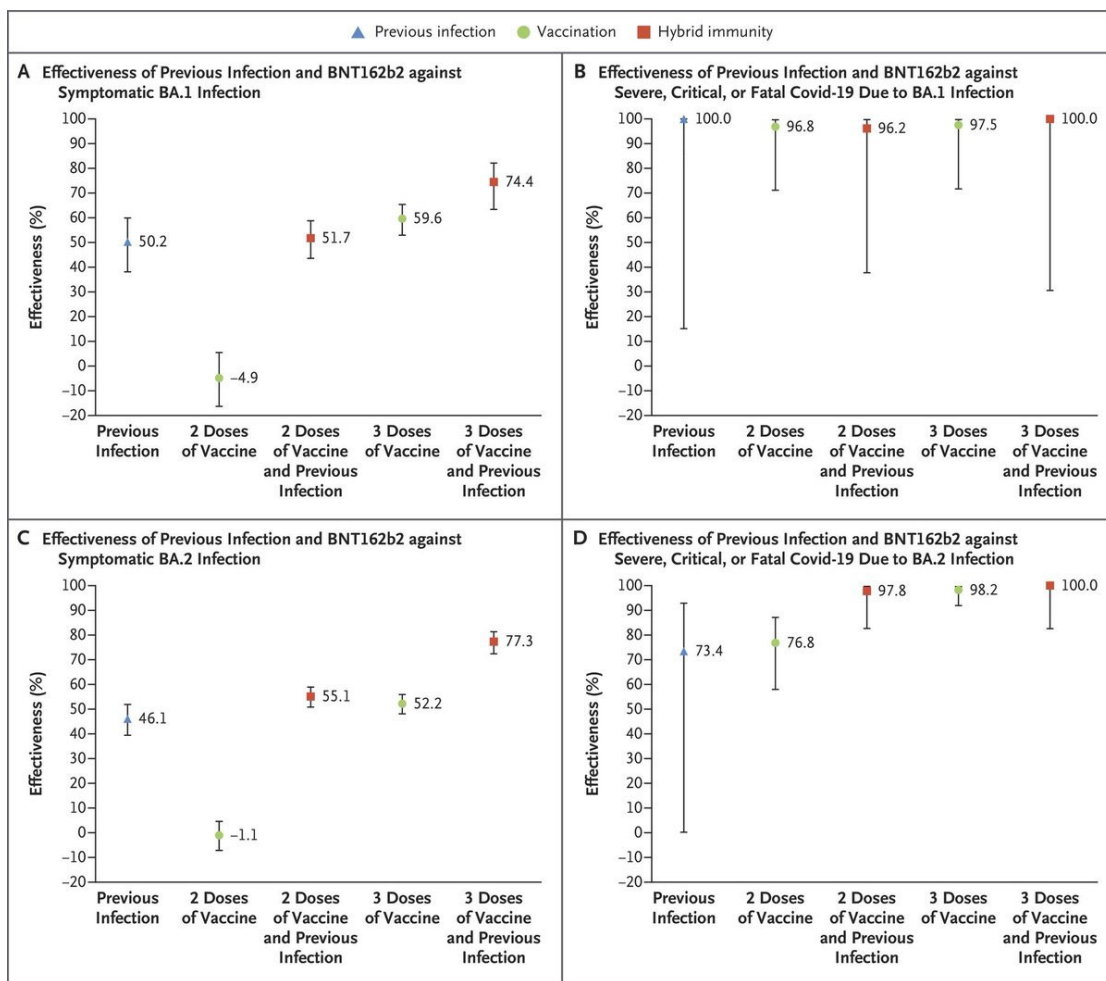 Previous infection Vaccination Hybrid immunity
A Effectiveness of Previous Infection and BNT162b2 against
Symptomatic BA.1 Infection
100
90
80
70
60
50
40
30
20
10
0
−10
−20
Effectiveness (%)
50.2
−4.9
51.7
59.6
74.4
Previous
Infection
2 Doses
of Vaccine
2 Doses
of Vaccine
and Previous
Infection
3 Doses
of Vaccine
3 Doses
of Vaccine
and Previous
Infection
B Effectiveness of Previous Infection and BNT162b2 against
Severe, Critical, or Fatal Covid-19 Due to BA.1 Infection
100
90
80
70
60
50
40
30
20
10
0
−10
−20
Effectiveness (%)
100.0
96.8
96.2
97.5
100.0
Previous
Infection
2 Doses
of Vaccine
2 Doses
of Vaccine
and Previous
Infection
3 Doses
of Vaccine
3 Doses
of Vaccine
and Previous
Infection
C Effectiveness of Previous Infection and BNT162b2 against
Symptomatic BA.2 Infection
100
90
80
70
60
50
40
30
20
10
0
−10
−20
Effectiveness (%)
46.1
−1.1
55.1
52.2
77.3
Previous
Infection
2 Doses
of Vaccine
2 Doses
of Vaccine
and Previous
Infection
3 Doses
of Vaccine
3 Doses
of Vaccine
and Previous
Infection
D Effectiveness of Previous Infection and BNT162b2 against
Severe, Critical, or Fatal Covid-19 Due to BA.2 Infection
100
90
80
70
60
50
40
30
20
10
0
−10
−20
Effectiveness (%)
73.4
76.8
97.8
98.2
100.0
Previous
Infection
2 Doses
of Vaccine
2 Doses
of Vaccine
and Previous
Infection
3 Doses
of Vaccine
3 Doses
of Vaccine
and Previous
Infection